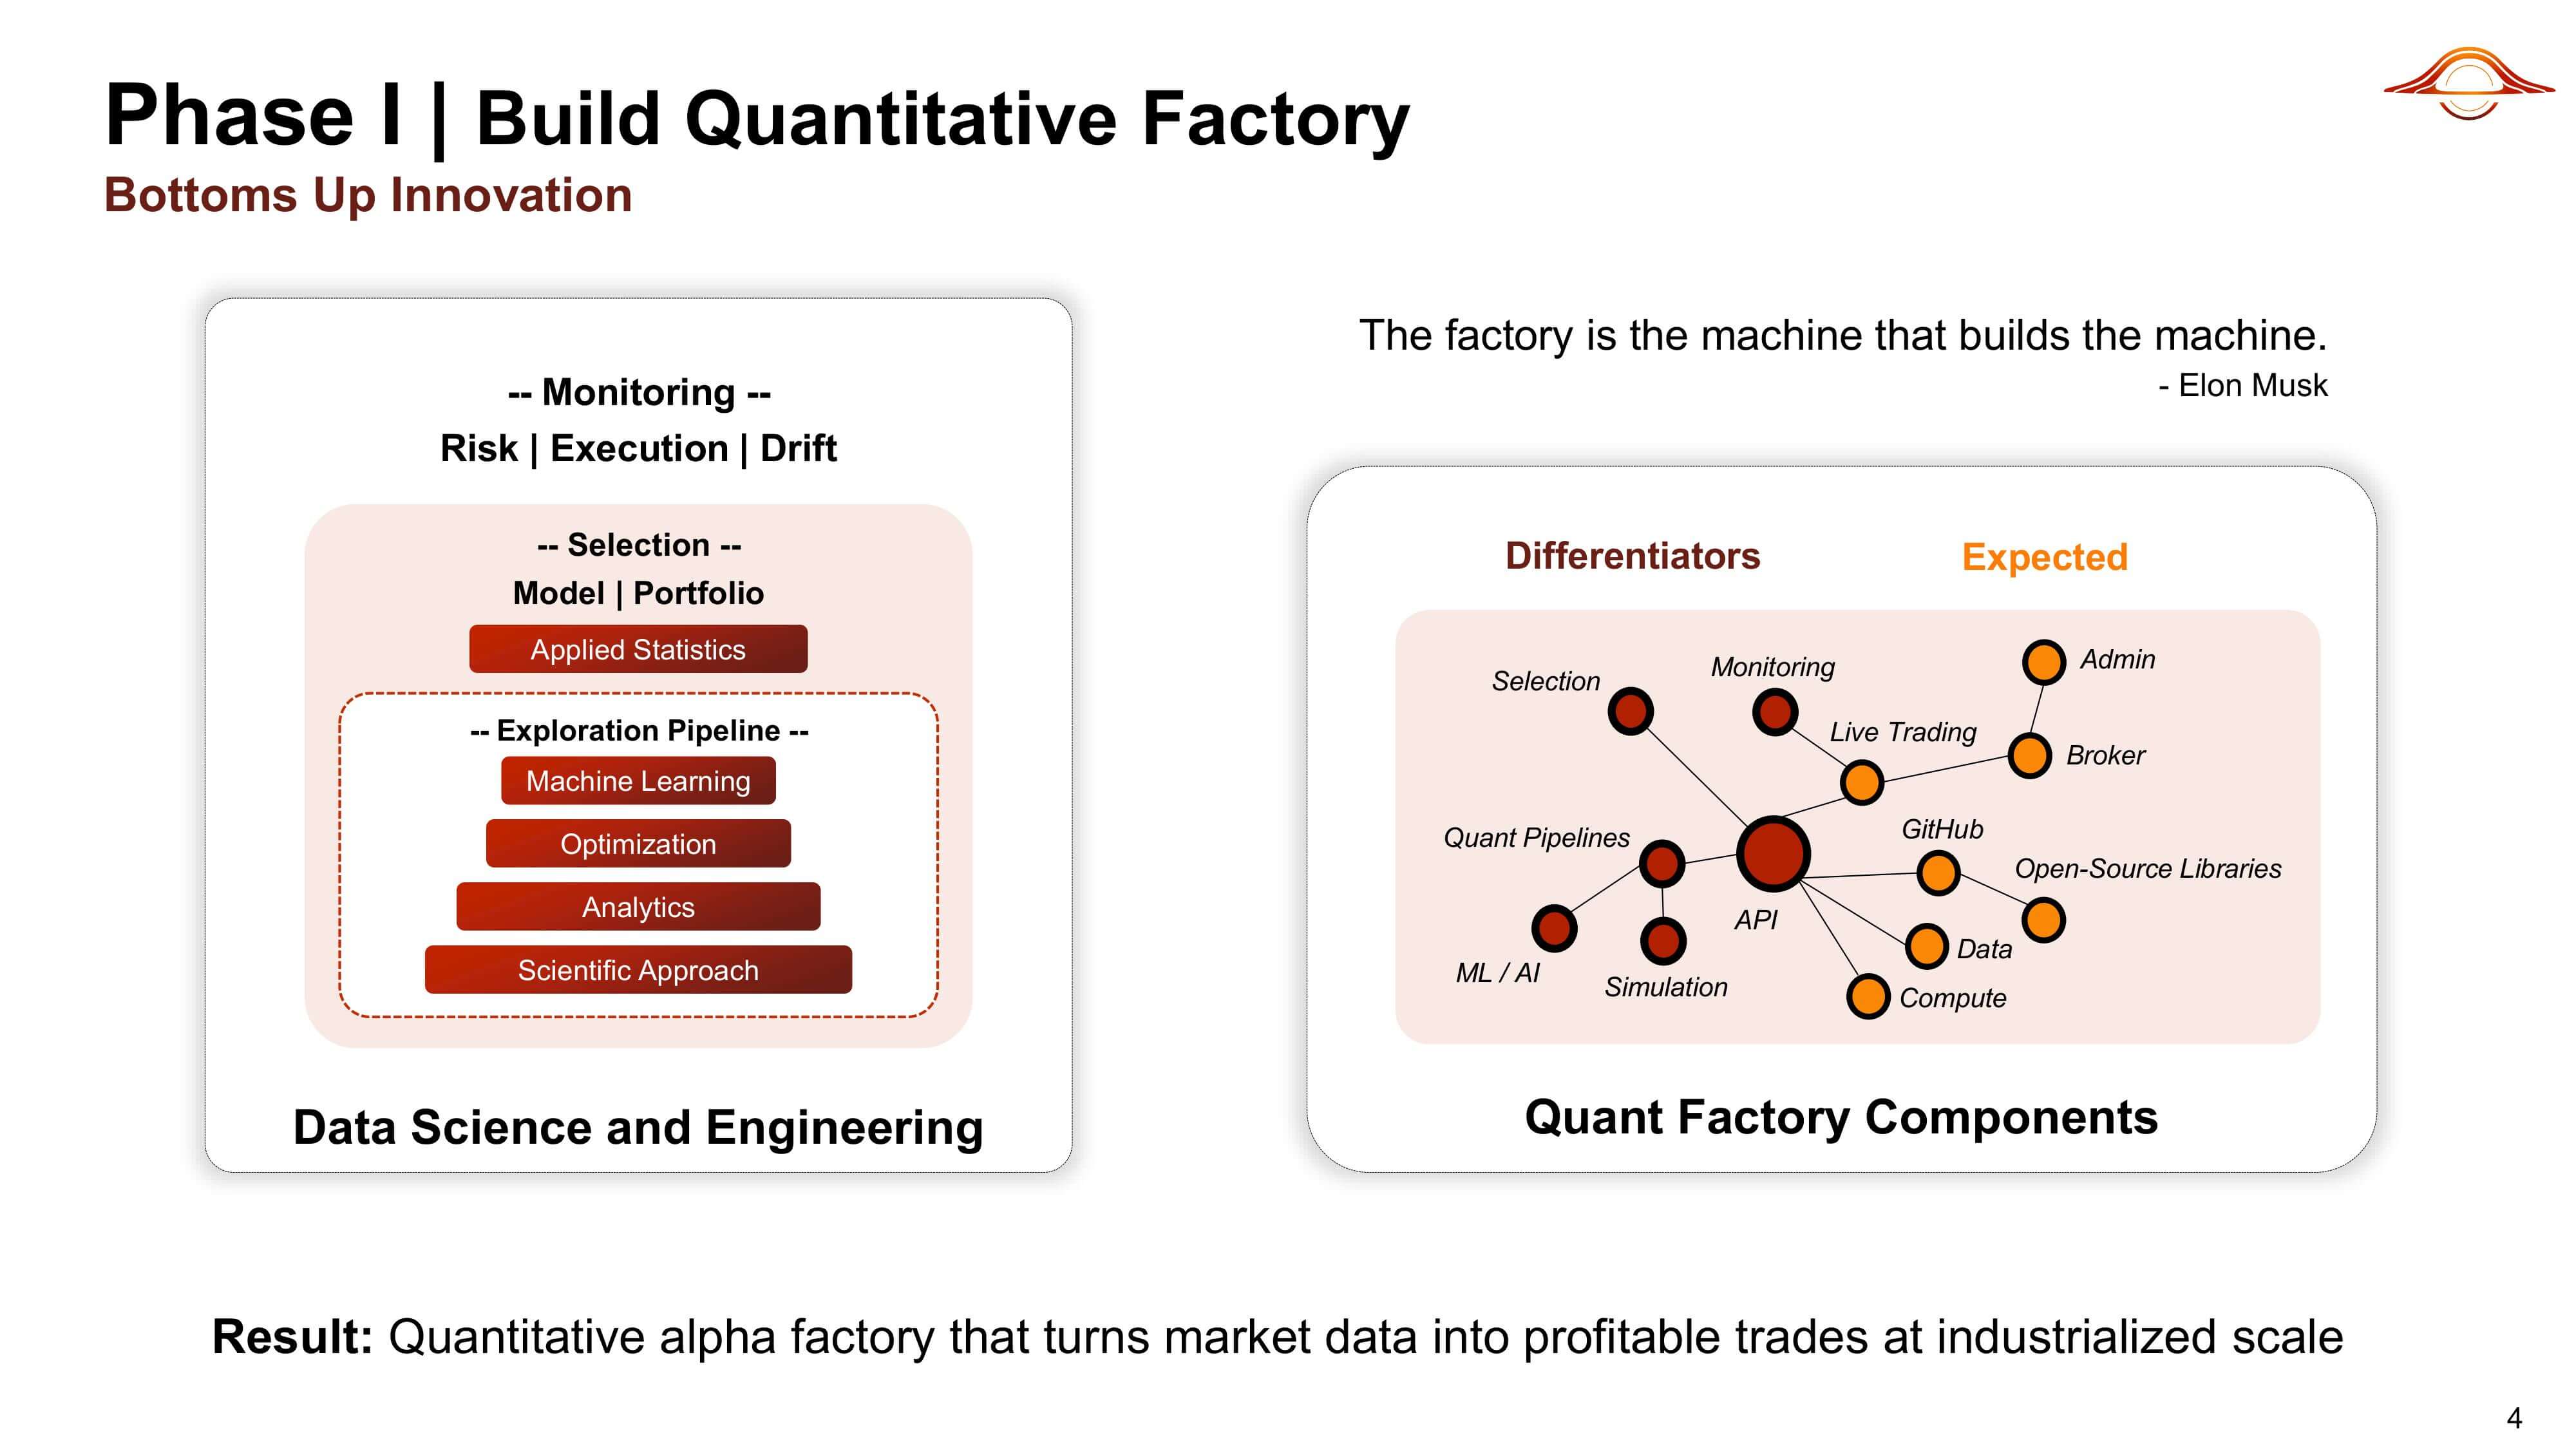 Phase I | Build Quantitative Factory
Bottoms Up Innovation
-- Monitoring --
Risk | Execution | Drift
-- Selection --
Model | Portfolio
Applied Statistics
-- Exploration Pipeline --
Machine Learning
Optimization
Analytics
Scientific Approach
Data Science and Engineering
The factory is the machine that builds the machine.
- Elon Musk
Differentiators
Expected
Selection
Monitoring
Admin
Live Trading
Broker
Quant Pipelines
GitHub
Open-Source Libraries
API
Data
ML / AI
Simulation
Compute
Quant Factory Components
Result: Quantitative alpha factory that turns market data into profitable trades at industrialized scale
4